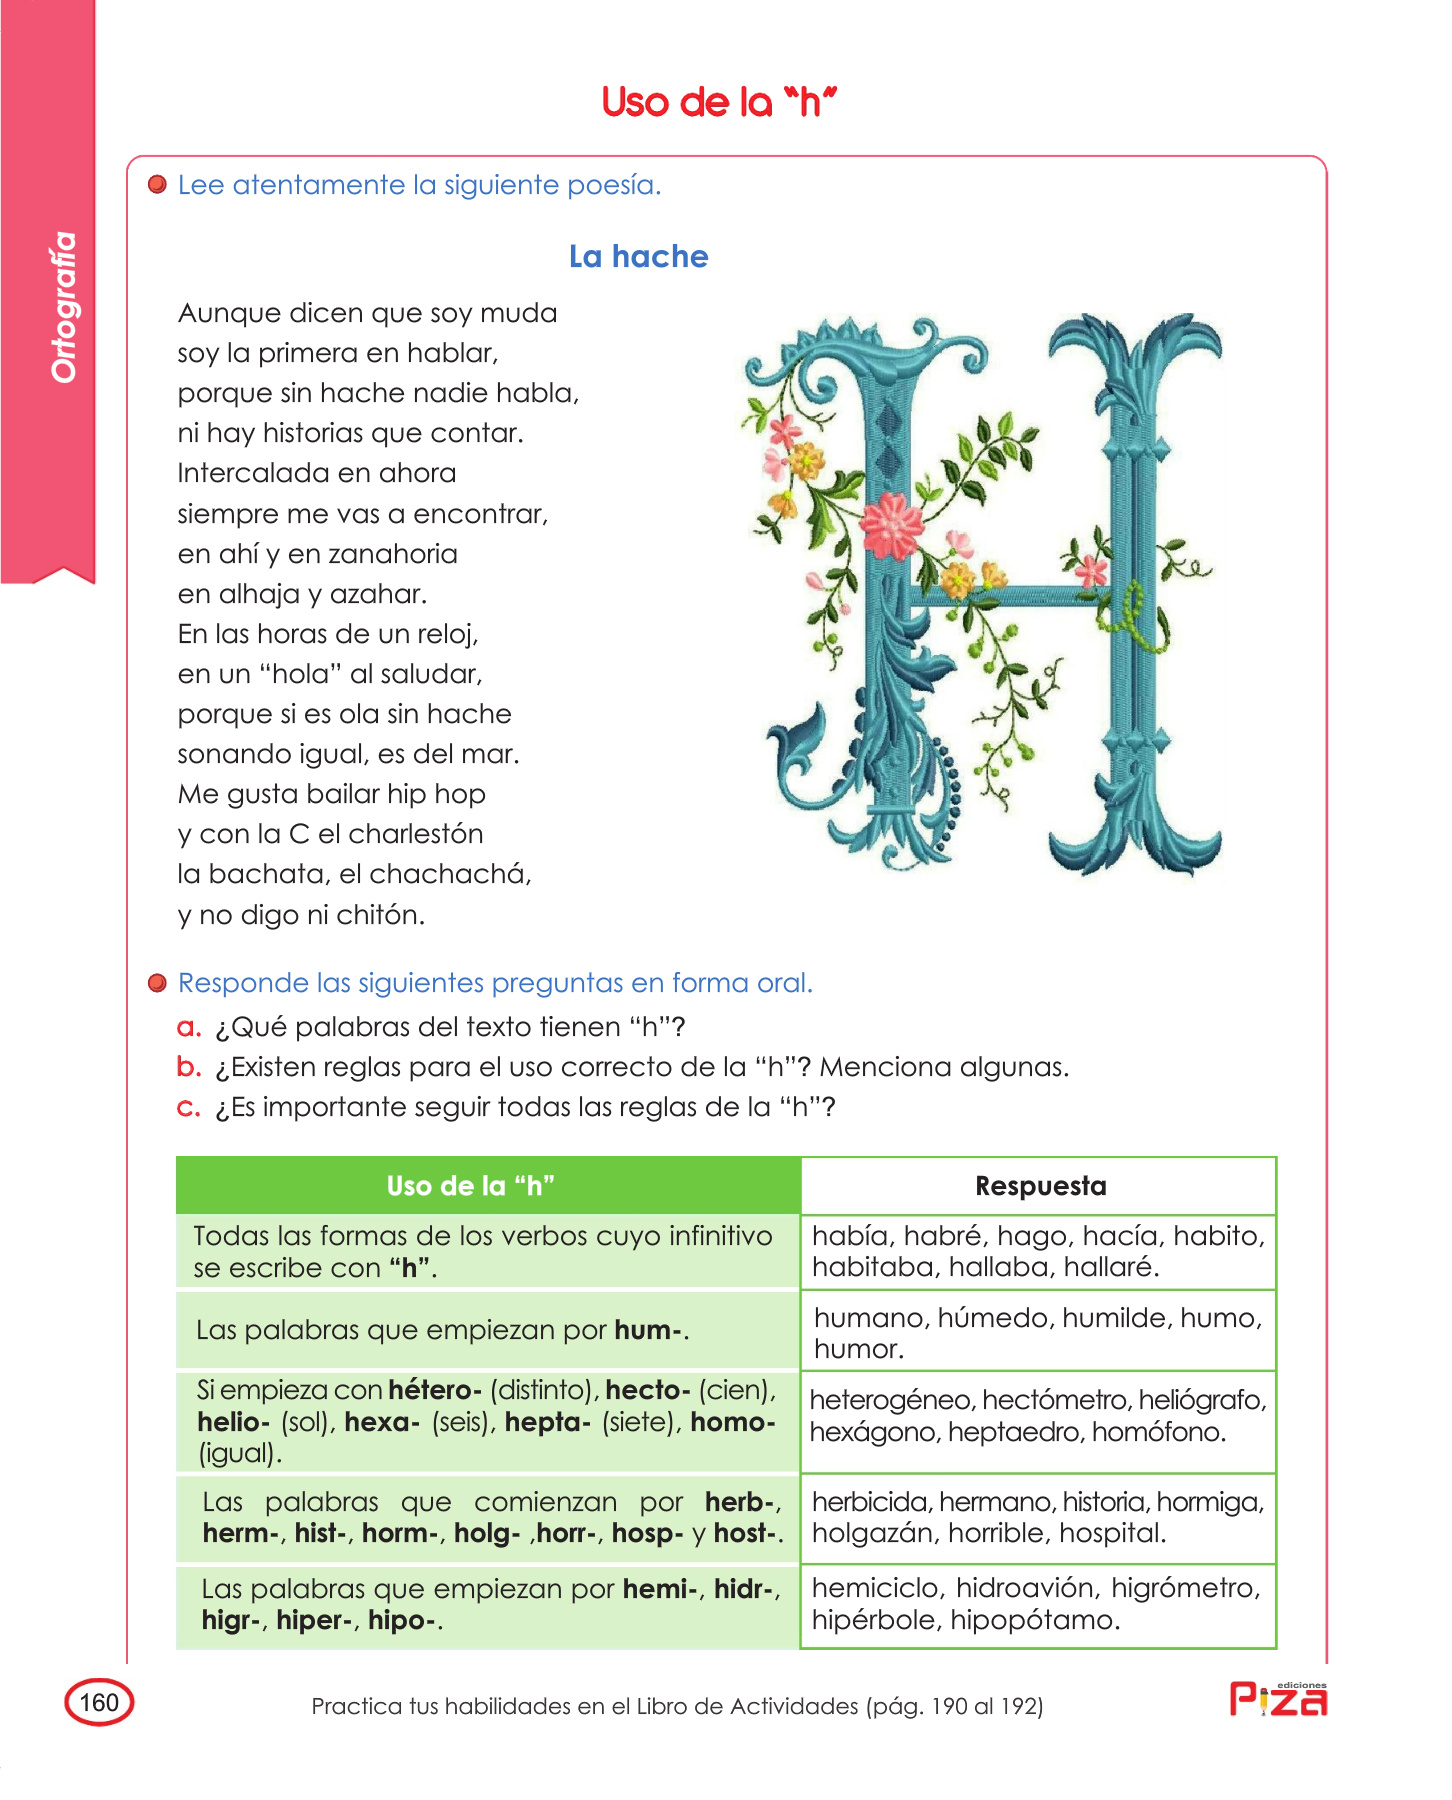 Uso de la “h”
Ortografía
Lee atentamente la siguiente poesía.
La hache
Aunque dicen que soy muda
soy la primera en hablar,
porque sin hache nadie habla,
ni hay historias que contar.
Intercalada en ahora
siempre me vas a encontrar,
en ahí y en zanahoria
en alhaja y azahar.
En las horas de un reloj,
en un “hola” al saludar,
porque si es ola sin hache
sonando igual, es del mar.
Me gusta bailar hip hop
y con la C el charlestón
la bachata, el chachachá,
y no digo ni chitón.
Responde las siguientes preguntas en forma oral.
a. ¿Qué palabras del texto tienen “h”?
b. ¿Existen reglas para el uso correcto de la “h”? Menciona algunas.
c. ¿Es importante seguir todas las reglas de la “h”?
Uso de la “h”
Respuesta
Todas las formas de los verbos cuyo infinitivo
se escribe con “h”.
había, habré, hago, hacía, habito,
habitaba, hallaba, hallaré.
Las palabras que empiezan por hum-.
humano, húmedo, humilde, humo,
humor.
Si empieza con hétero- (distinto), hecto- (cien),
helio- (sol), hexa- (seis), hepta- (siete), homo-
(igual).
heterogéneo, hectómetro, heliógrafo,
hexágono, heptaedro, homófono.
Las palabras que comienzan por herb-,
herm-, hist-, horm-, holg- ,horr-, hosp- y host-.
herbicida, hermano, historia, hormiga,
holgazán, horrible, hospital.
Las palabras que empiezan por hemi-, hidr-,
higr-, hiper-, hipo-.
hemiciclo, hidroavión, higrómetro,
hipérbole, hipopótamo.
160
Practica tus habilidades en el Libro de Actividades (pág. 190 al 192)
ediciones
Piza